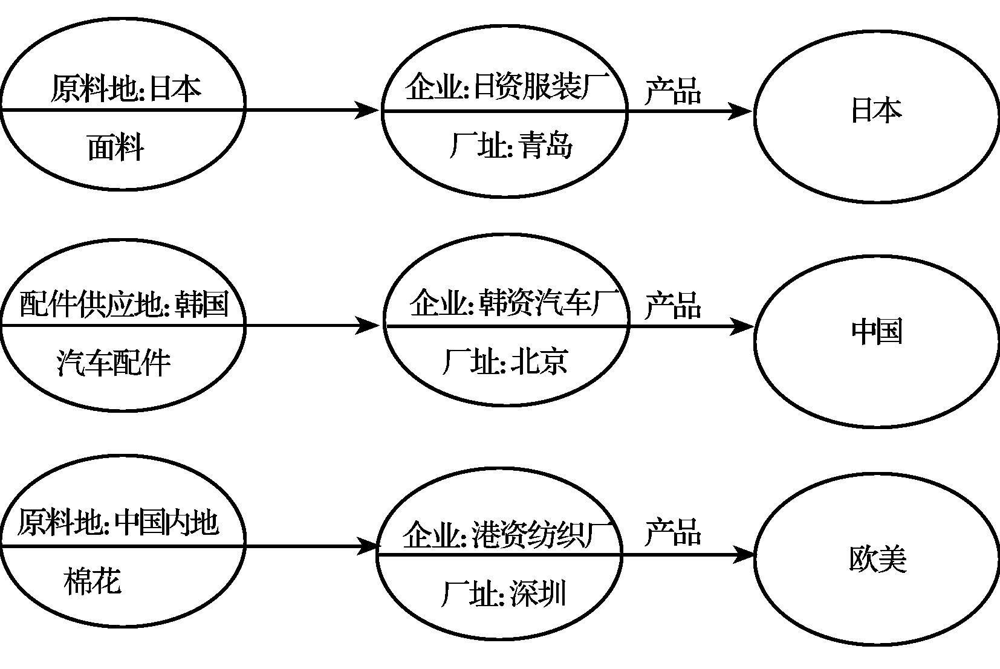 原料地:日本
面料
企业:日资服装厂
厂址:青岛
产品
日本
配件供应地:韩国
汽车配件
企业:韩资汽车厂
厂址:北京
产品
中国
原料地:中国内地
棉花
企业:港资纺织厂
厂址:深圳
产品
欧美